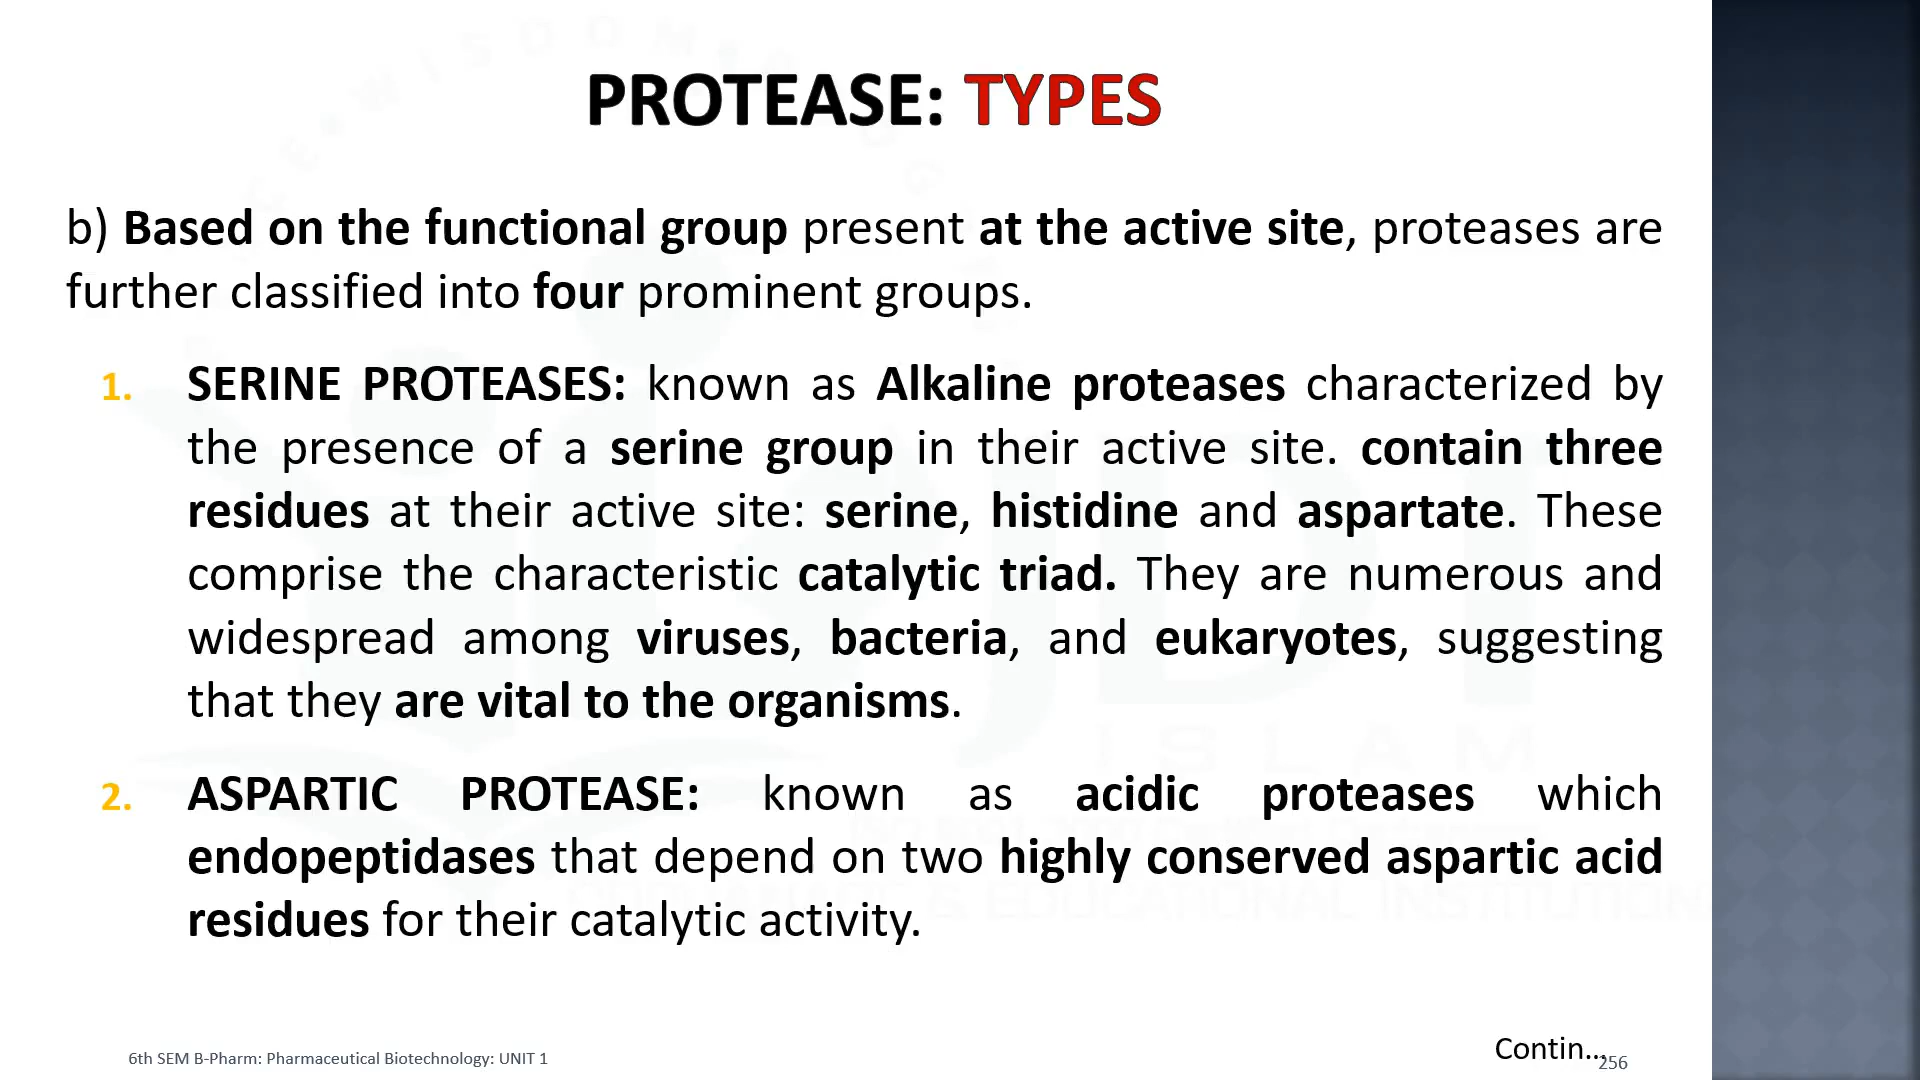 PROTEASE: TYPES
b) Based on the functional group present at the active site, proteases are
further classified into four prominent groups.
1. SERINE PROTEASES: known as Alkaline proteases characterized by
the presence of a serine group in their active site. contain three
residues at their active site: serine, histidine and aspartate. These
comprise the characteristic catalytic triad. They are numerous and
widespread among viruses, bacteria, and eukaryotes, suggesting
that they are vital to the organisms.
2. ASPARTIC PROTEASE: known as acidic proteases which
endopeptidases that depend on two highly conserved aspartic acid
residues for their catalytic activity.
JDT
ISLAM
Contin...
6th SEM B-Pharm: Pharmaceutical Biotechnology: UNIT 1
256